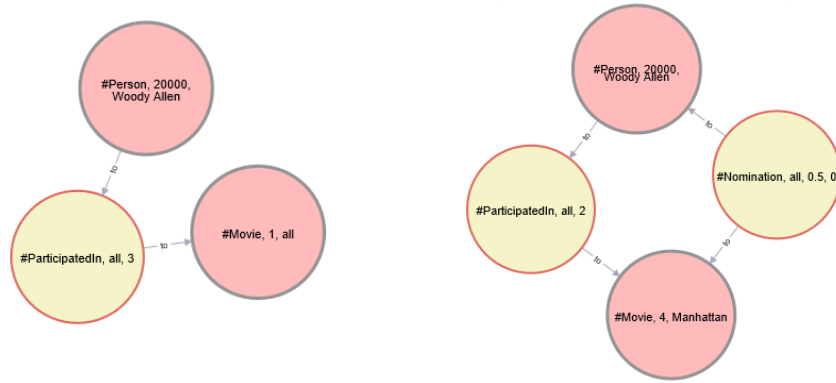 #Person, 20000,
Woody Allen
to
#ParticipatedIn, all, 3
to
#Movie, 1, all
#Person, 20000,
Woody Allen
to
to
#ParticipatedIn, all, 2
#Nomination, all, 0.5, 0
to
to
#Movie, 4, Manhattan